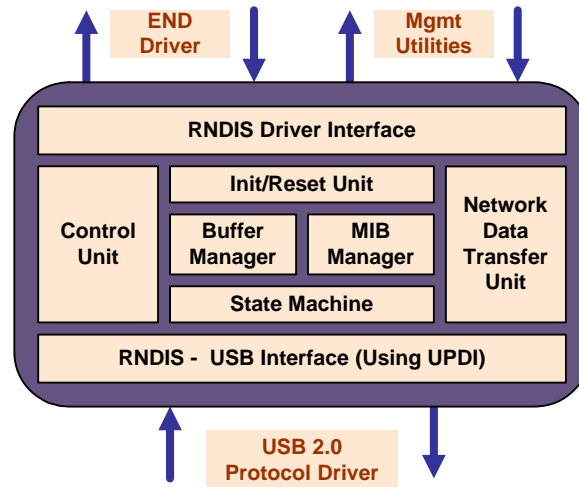 END
Driver
Mgmt
Utilities
RNDIS Driver Interface
Control
Unit
Init/Reset Unit
Buffer
Manager
MIB
Manager
State Machine
Network
Data
Transfer
Unit
RNDIS - USB Interface (Using UPDI)
USB 2.0
Protocol Driver